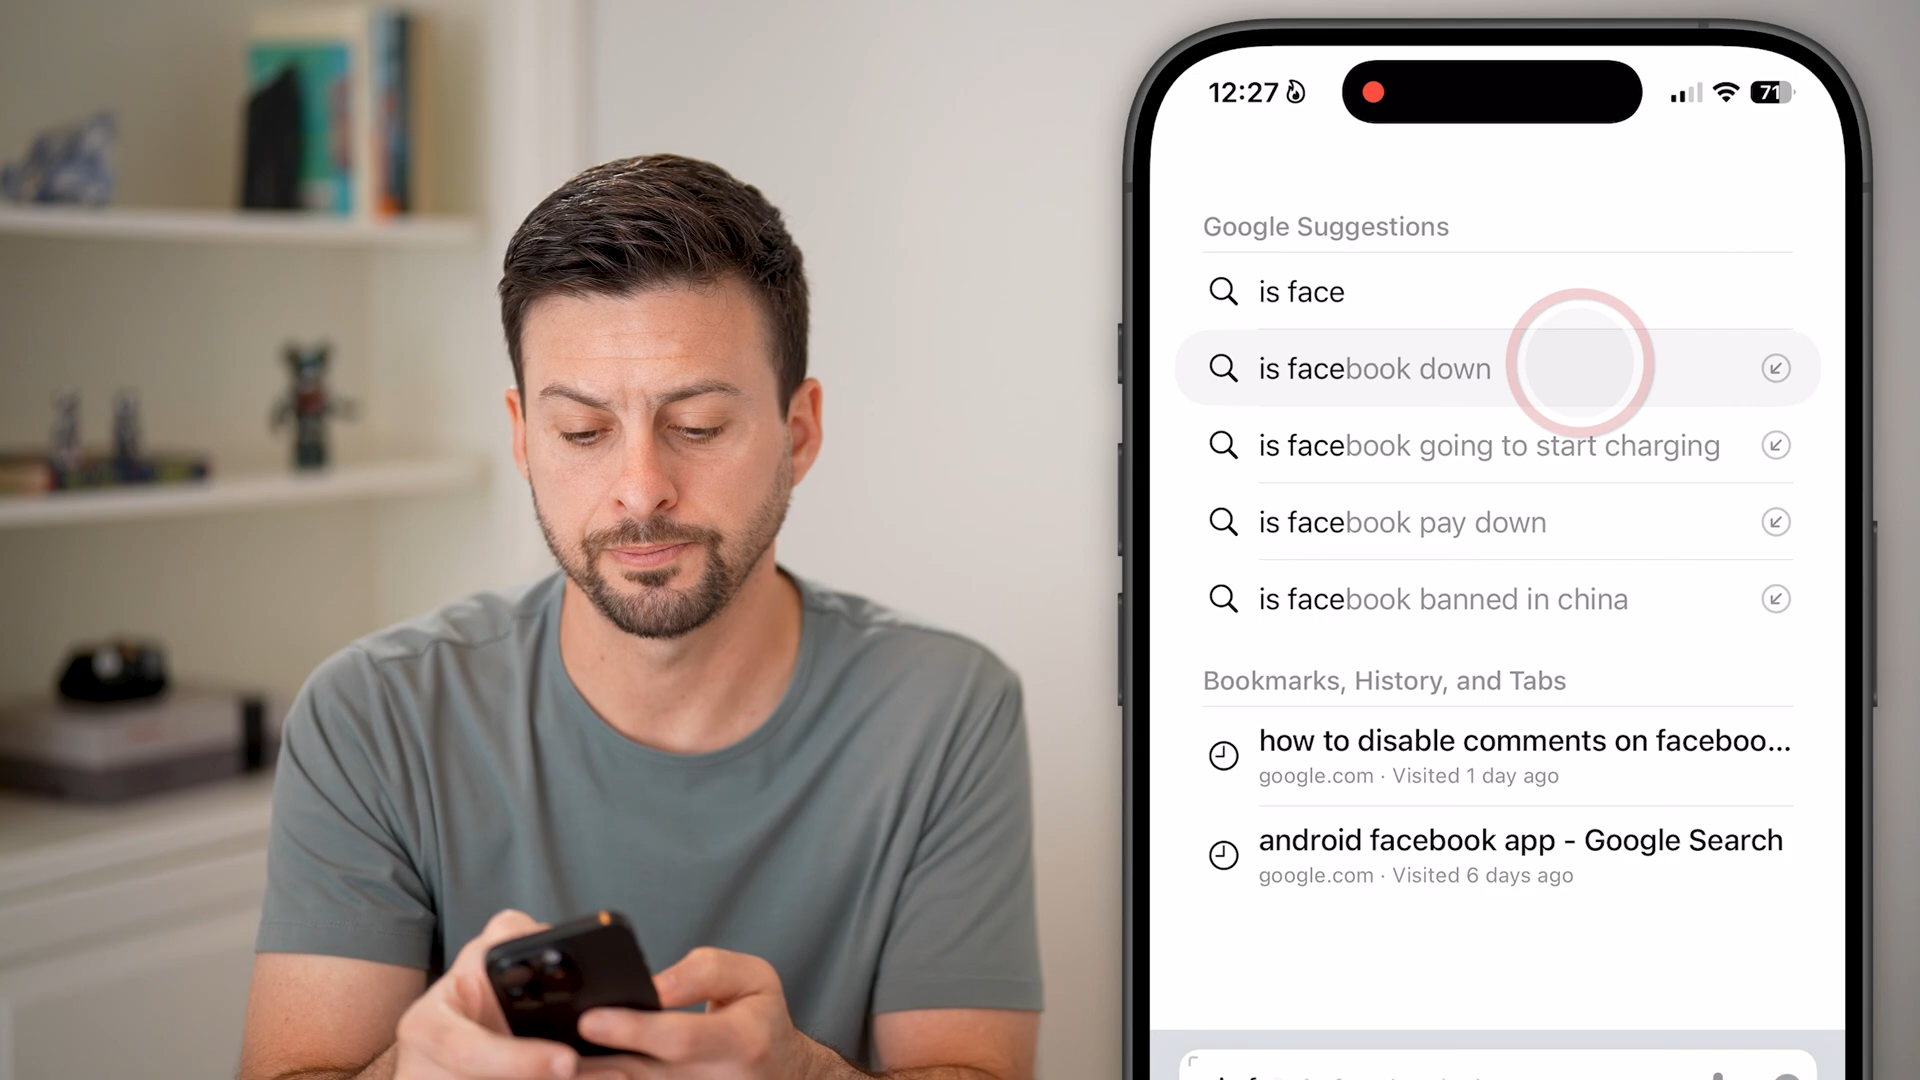 12:27
71
Google Suggestions
is face
is facebook down
is facebook going to start charging
is facebook pay down
is facebook banned in china
Bookmarks, History, and Tabs
how to disable comments on faceboo...
google.com · Visited 1 day ago
android facebook app - Google Search
google.com · Visited 6 days ago